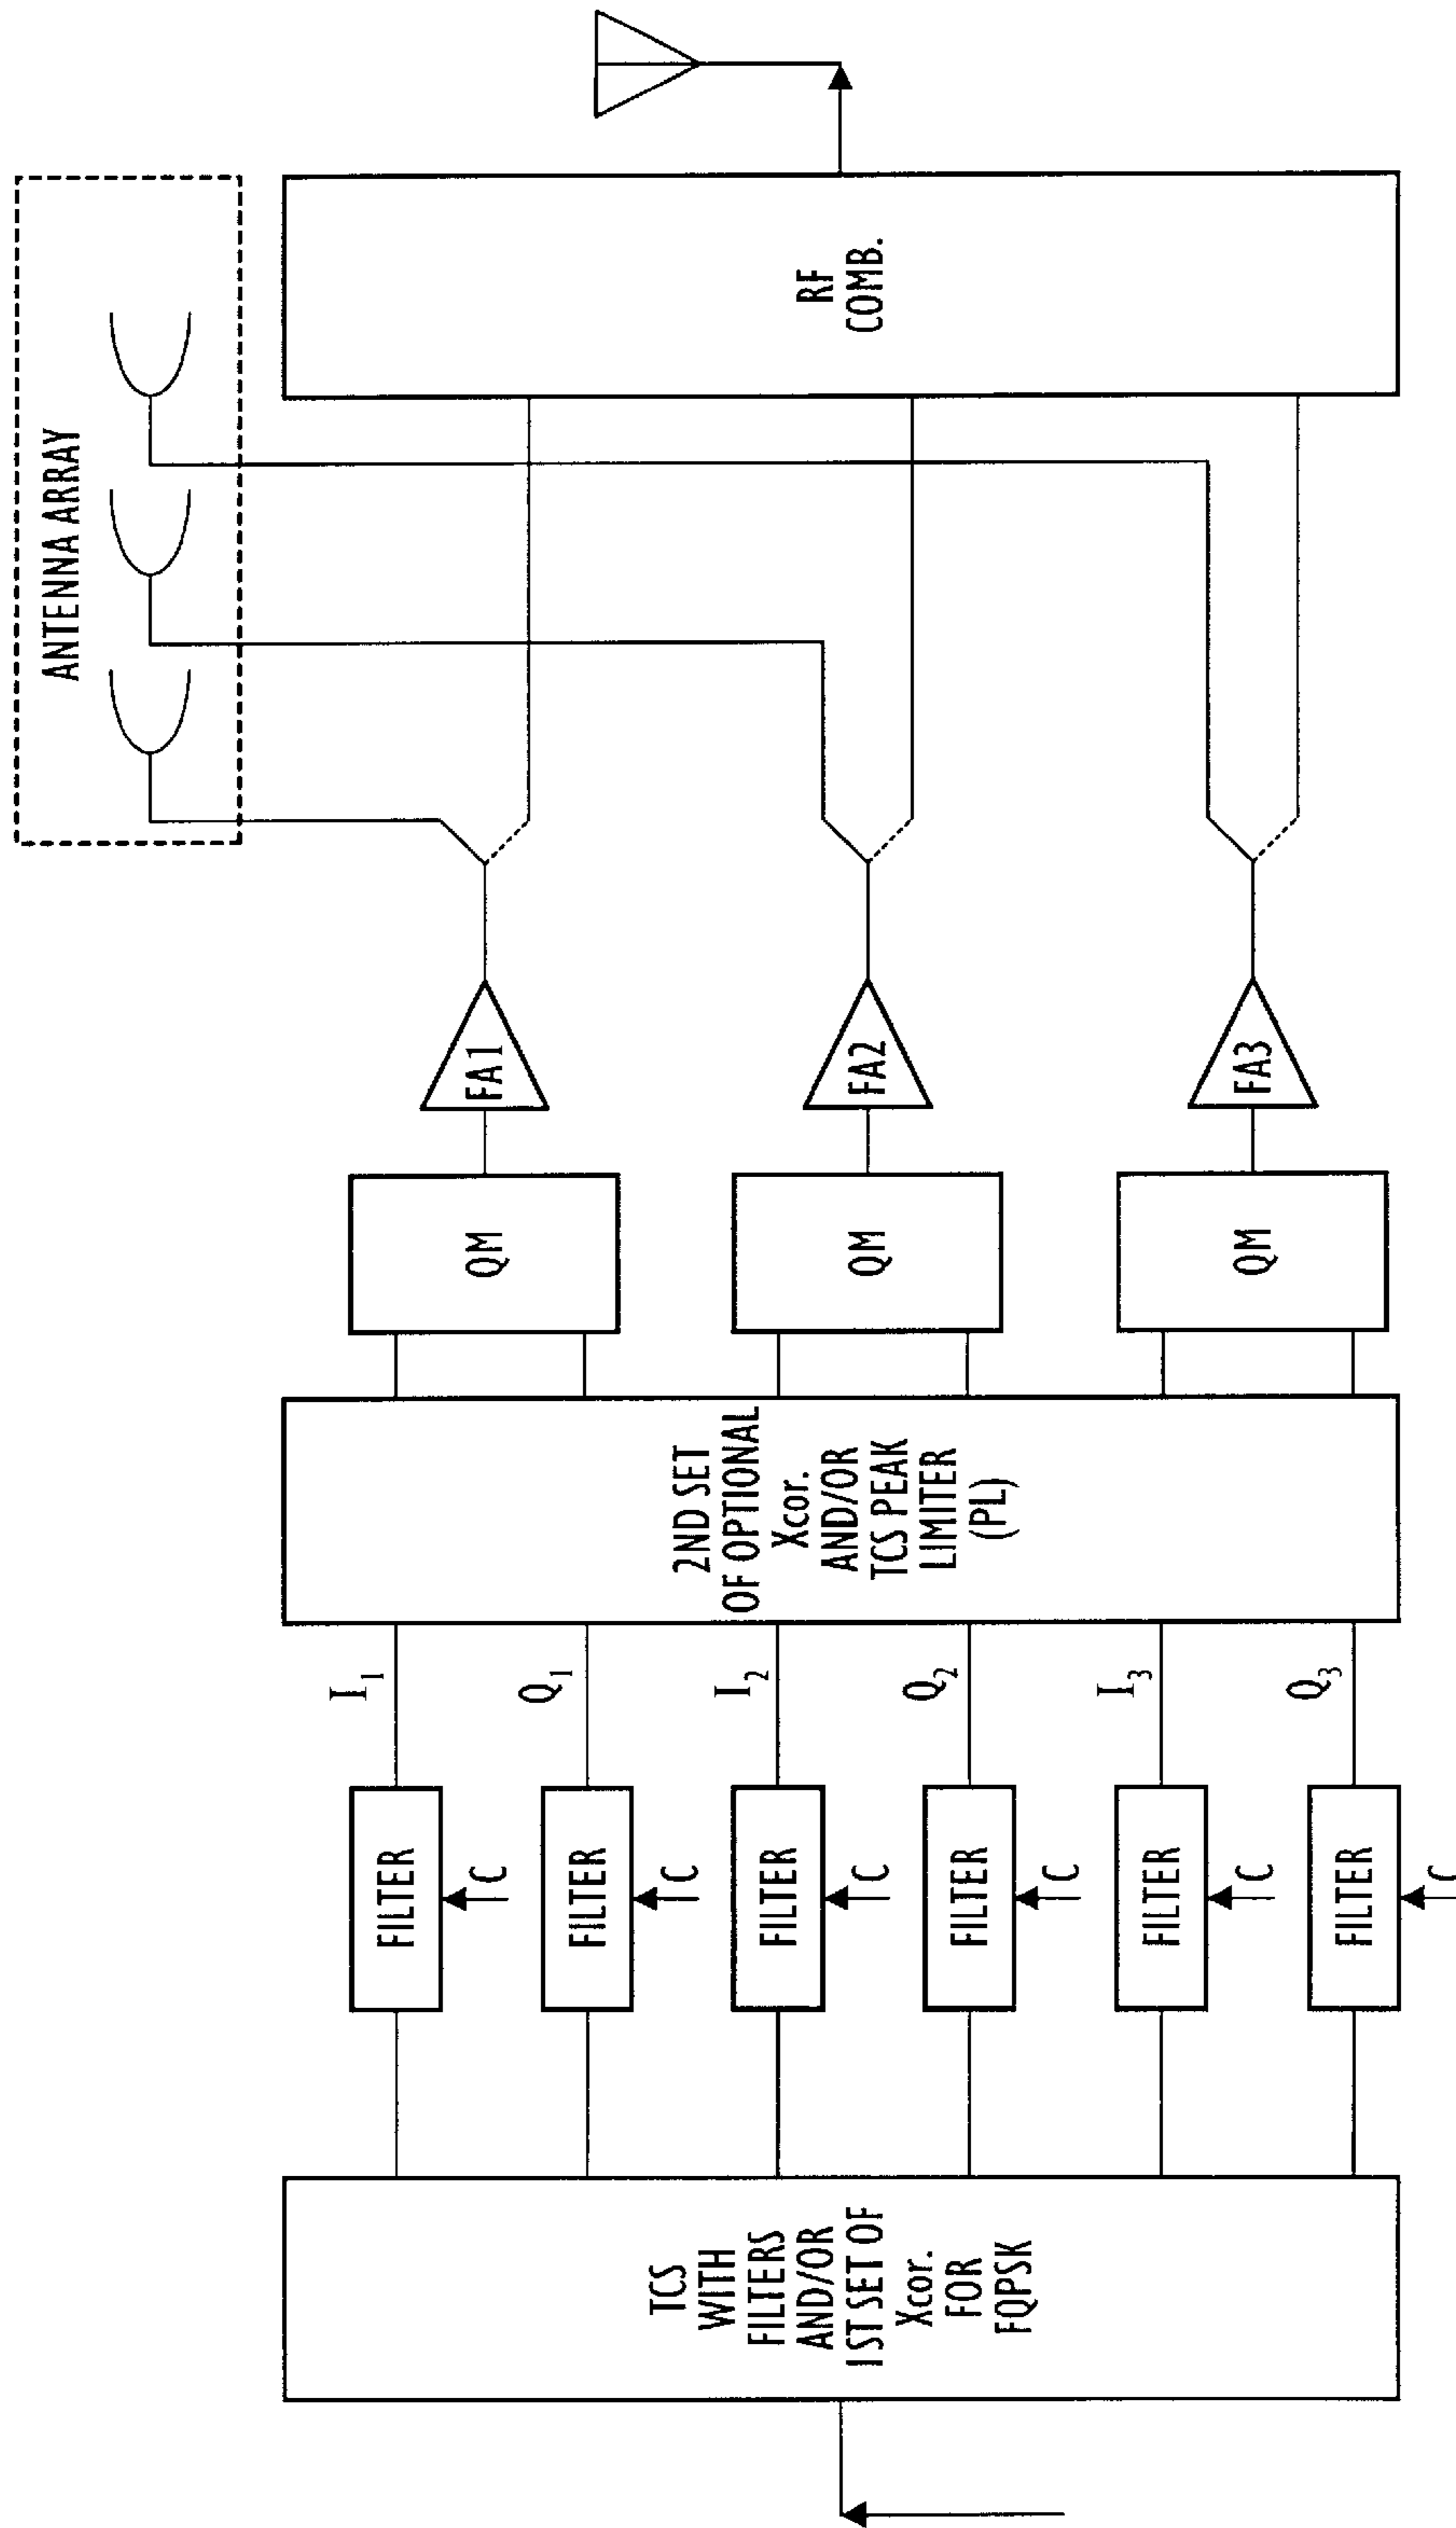 TCS
WITH
FILTERS
AND/OR
1ST SET OF
Xcor.
FOR
FQPSK
FILTER
C
FILTER
C
FILTER
C
FILTER
C
FILTER
C
FILTER
C
I1
Q1
I2
Q2
I3
Q3
2ND SET
OF OPTIONAL
Xcor.
AND/OR
TCS PEAK
LIMITER
(PL)
QM
QM
QM
FA1
FA2
FA3
ANTENNA ARRAY
RF
COMB.